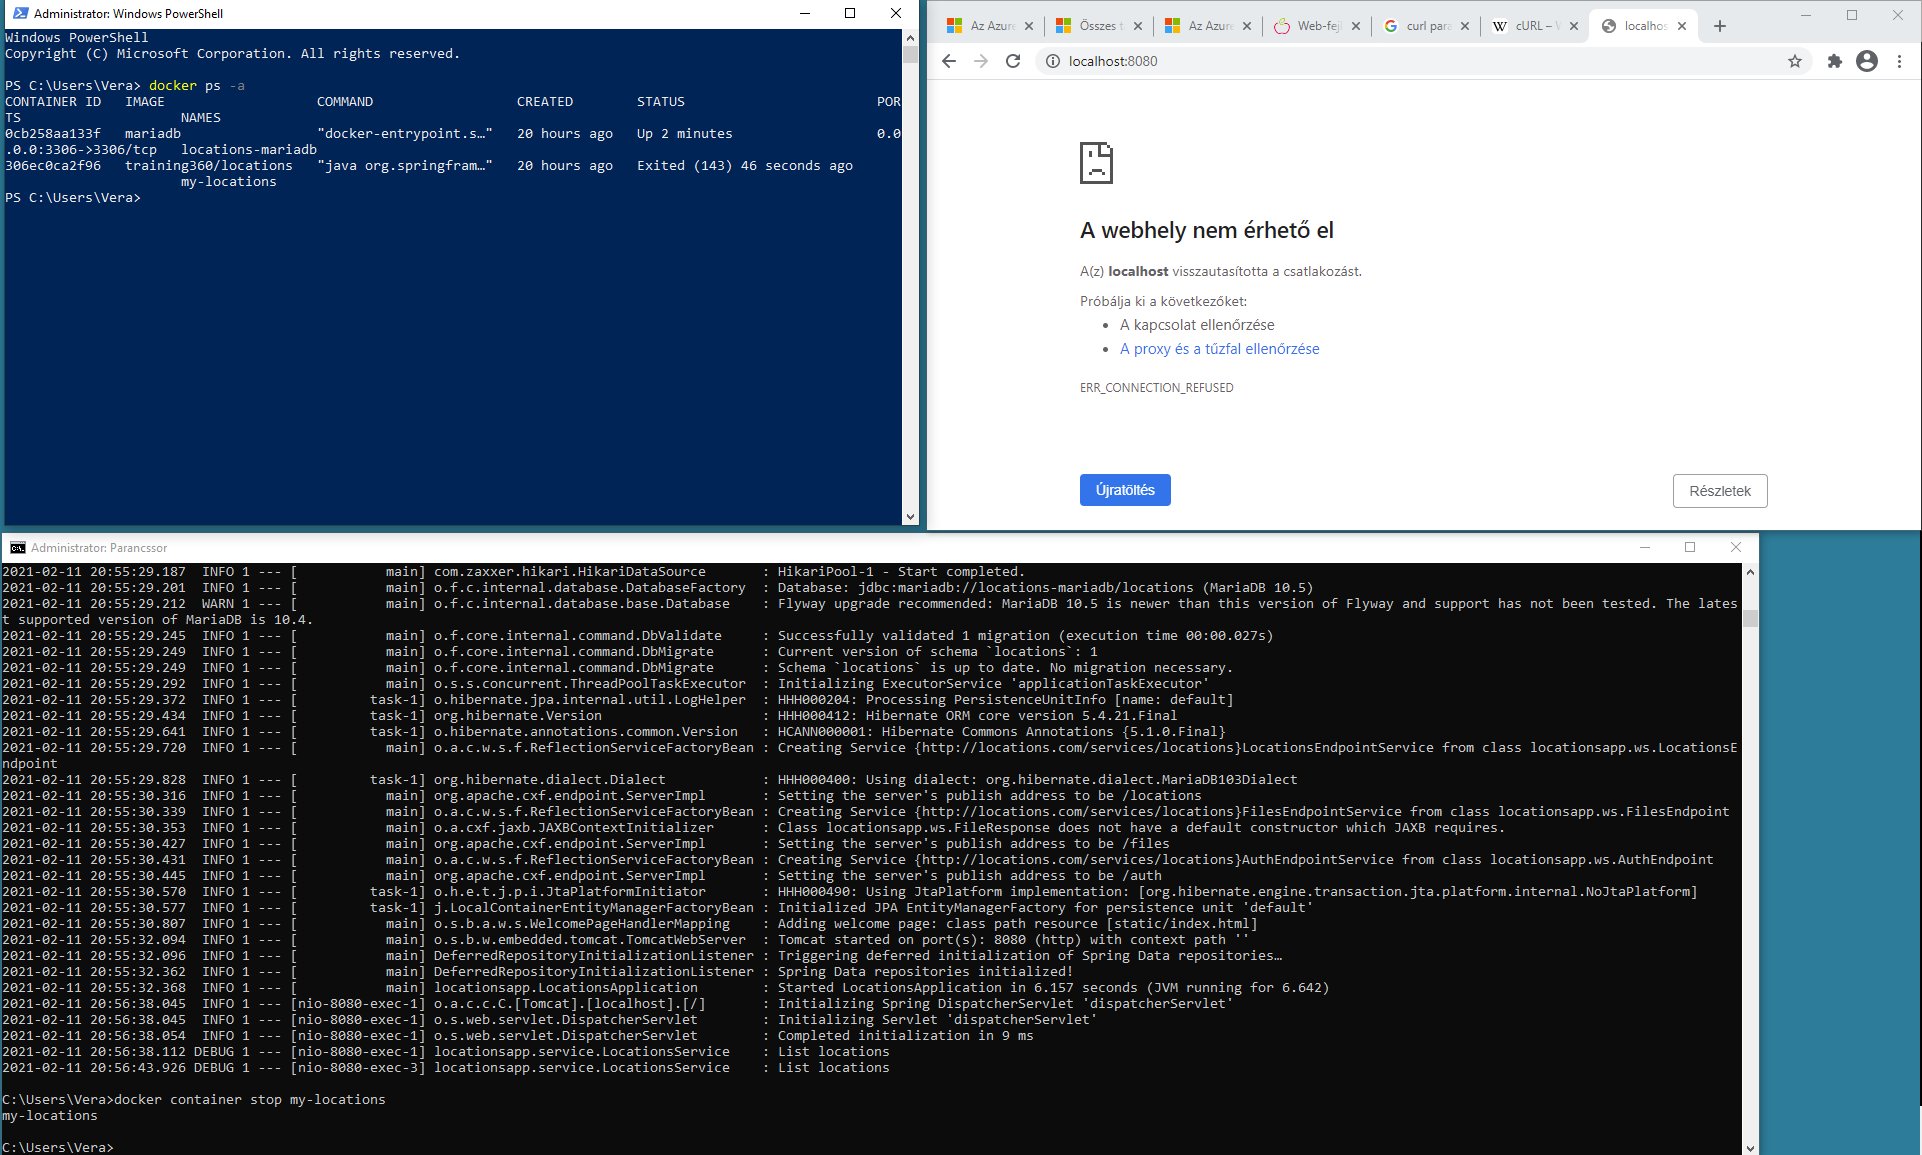 Administrator: Windows PowerShell
Windows PowerShell
Copyright (C) Microsoft Corporation. All rights reserved.
PS C:\Users\Vera> docker ps -a
CONTAINER ID   IMAGE                   COMMAND                  CREATED        STATUS                        POR
TS                    NAMES
0cb258aa133f   mariadb                 "docker-entrypoint.s…"   20 hours ago   Up 2 minutes                  0.0
.0.0:3306->3306/tcp   locations-mariadb
306ec0ca2f96   training360/locations   "java org.springfram…"   20 hours ago   Exited (143) 46 seconds ago
my-locations
PS C:\Users\Vera>
Az Azure
Összes t
Az Azure
Web-fejl
curl para
cURL – W
localhos
localhost:8080
A webhely nem érhető el
A(z) localhost visszautasította a csatlakozást.
Próbálja ki a következőket:
• A kapcsolat ellenőrzése
• A proxy és a tűzfal ellenőrzése
ERR_CONNECTION_REFUSED
Újratöltés
Részletek
Administrator: Parancssor
2021-02-11 20:55:29.187  INFO 1 --- [           main] com.zaxxer.hikari.HikariDataSource       : HikariPool-1 - Start completed.
2021-02-11 20:55:29.201  INFO 1 --- [           main] o.f.c.internal.database.DatabaseFactory  : Database: jdbc:mariadb://locations-mariadb/locations (MariaDB 10.5)
2021-02-11 20:55:29.212  WARN 1 --- [           main] o.f.c.internal.database.base.Database    : Flyway upgrade recommended: MariaDB 10.5 is newer than this version of Flyway and support has not been tested. The lates
t supported version of MariaDB is 10.4.
2021-02-11 20:55:29.245  INFO 1 --- [           main] o.f.core.internal.command.DbValidate     : Successfully validated 1 migration (execution time 00:00.027s)
2021-02-11 20:55:29.249  INFO 1 --- [           main] o.f.core.internal.command.DbMigrate      : Current version of schema `locations`: 1
2021-02-11 20:55:29.249  INFO 1 --- [           main] o.f.core.internal.command.DbMigrate      : Schema `locations` is up to date. No migration necessary.
2021-02-11 20:55:29.292  INFO 1 --- [           main] o.s.s.concurrent.ThreadPoolTaskExecutor  : Initializing ExecutorService 'applicationTaskExecutor'
2021-02-11 20:55:29.372  INFO 1 --- [         task-1] o.hibernate.jpa.internal.util.LogHelper  : HHH000204: Processing PersistenceUnitInfo [name: default]
2021-02-11 20:55:29.434  INFO 1 --- [         task-1] org.hibernate.Version                    : HHH000412: Hibernate ORM core version 5.4.21.Final
2021-02-11 20:55:29.641  INFO 1 --- [         task-1] o.hibernate.annotations.common.Version   : HCANN000001: Hibernate Commons Annotations {5.1.0.Final}
2021-02-11 20:55:29.720  INFO 1 --- [           main] o.a.c.w.s.f.ReflectionServiceFactoryBean : Creating Service {http://locations.com/services/locations}LocationsEndpointService from class locationsapp.ws.LocationsE
ndpoint
2021-02-11 20:55:29.828  INFO 1 --- [         task-1] org.hibernate.dialect.Dialect            : HHH000400: Using dialect: org.hibernate.dialect.MariaDB103Dialect
2021-02-11 20:55:30.316  INFO 1 --- [           main] org.apache.cxf.endpoint.ServerImpl       : Setting the server's publish address to be /locations
2021-02-11 20:55:30.339  INFO 1 --- [           main] o.a.c.w.s.f.ReflectionServiceFactoryBean : Creating Service {http://locations.com/services/locations}FilesEndpointService from class locationsapp.ws.FilesEndpoint
2021-02-11 20:55:30.353  INFO 1 --- [           main] o.a.cxf.jaxb.JAXBContextInitializer      : Class locationsapp.ws.FileResponse does not have a default constructor which JAXB requires.
2021-02-11 20:55:30.427  INFO 1 --- [           main] org.apache.cxf.endpoint.ServerImpl       : Setting the server's publish address to be /files
2021-02-11 20:55:30.431  INFO 1 --- [           main] o.a.c.w.s.f.ReflectionServiceFactoryBean : Creating Service {http://locations.com/services/locations}AuthEndpointService from class locationsapp.ws.AuthEndpoint
2021-02-11 20:55:30.445  INFO 1 --- [           main] org.apache.cxf.endpoint.ServerImpl       : Setting the server's publish address to be /auth
2021-02-11 20:55:30.570  INFO 1 --- [         task-1] o.h.e.t.j.p.i.JtaPlatformInitiator       : HHH000490: Using JtaPlatform implementation: [org.hibernate.engine.transaction.jta.platform.internal.NoJtaPlatform]
2021-02-11 20:55:30.577  INFO 1 --- [         task-1] j.LocalContainerEntityManagerFactoryBean : Initialized JPA EntityManagerFactory for persistence unit 'default'
2021-02-11 20:55:30.807  INFO 1 --- [           main] o.s.b.a.w.s.WelcomePageHandlerMapping    : Adding welcome page: class path resource [static/index.html]
2021-02-11 20:55:32.094  INFO 1 --- [           main] o.s.b.w.embedded.tomcat.TomcatWebServer  : Tomcat started on port(s): 8080 (http) with context path ''
2021-02-11 20:55:32.096  INFO 1 --- [           main] DeferredRepositoryInitializationListener : Triggering deferred initialization of Spring Data repositories…
2021-02-11 20:55:32.362  INFO 1 --- [           main] DeferredRepositoryInitializationListener : Spring Data repositories initialized!
2021-02-11 20:55:32.368  INFO 1 --- [           main] locationsapp.LocationsApplication        : Started LocationsApplication in 6.157 seconds (JVM running for 6.642)
2021-02-11 20:56:38.045  INFO 1 --- [nio-8080-exec-1] o.a.c.c.C.[Tomcat].[localhost].[/]       : Initializing Spring DispatcherServlet 'dispatcherServlet'
2021-02-11 20:56:38.045  INFO 1 --- [nio-8080-exec-1] o.s.web.servlet.DispatcherServlet        : Initializing Servlet 'dispatcherServlet'
2021-02-11 20:56:38.054  INFO 1 --- [nio-8080-exec-1] o.s.web.servlet.DispatcherServlet        : Completed initialization in 9 ms
2021-02-11 20:56:38.112 DEBUG 1 --- [nio-8080-exec-1] locationsapp.service.LocationsService    : List locations
2021-02-11 20:56:43.926 DEBUG 1 --- [nio-8080-exec-3] locationsapp.service.LocationsService    : List locations
C:\Users\Vera>docker container stop my-locations
my-locations
C:\Users\Vera>